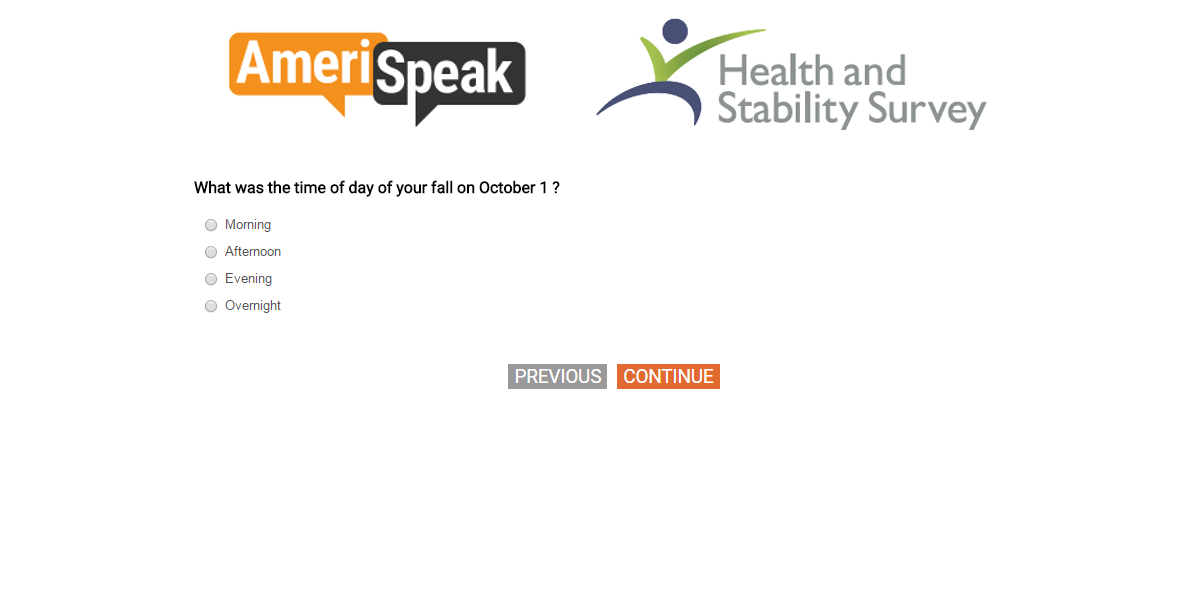 AmeriSpeak
Health and
Stability Survey
What was the time of day of your fall on October 1 ?
Morning
Afternoon
Evening
Overnight
PREVIOUS CONTINUE